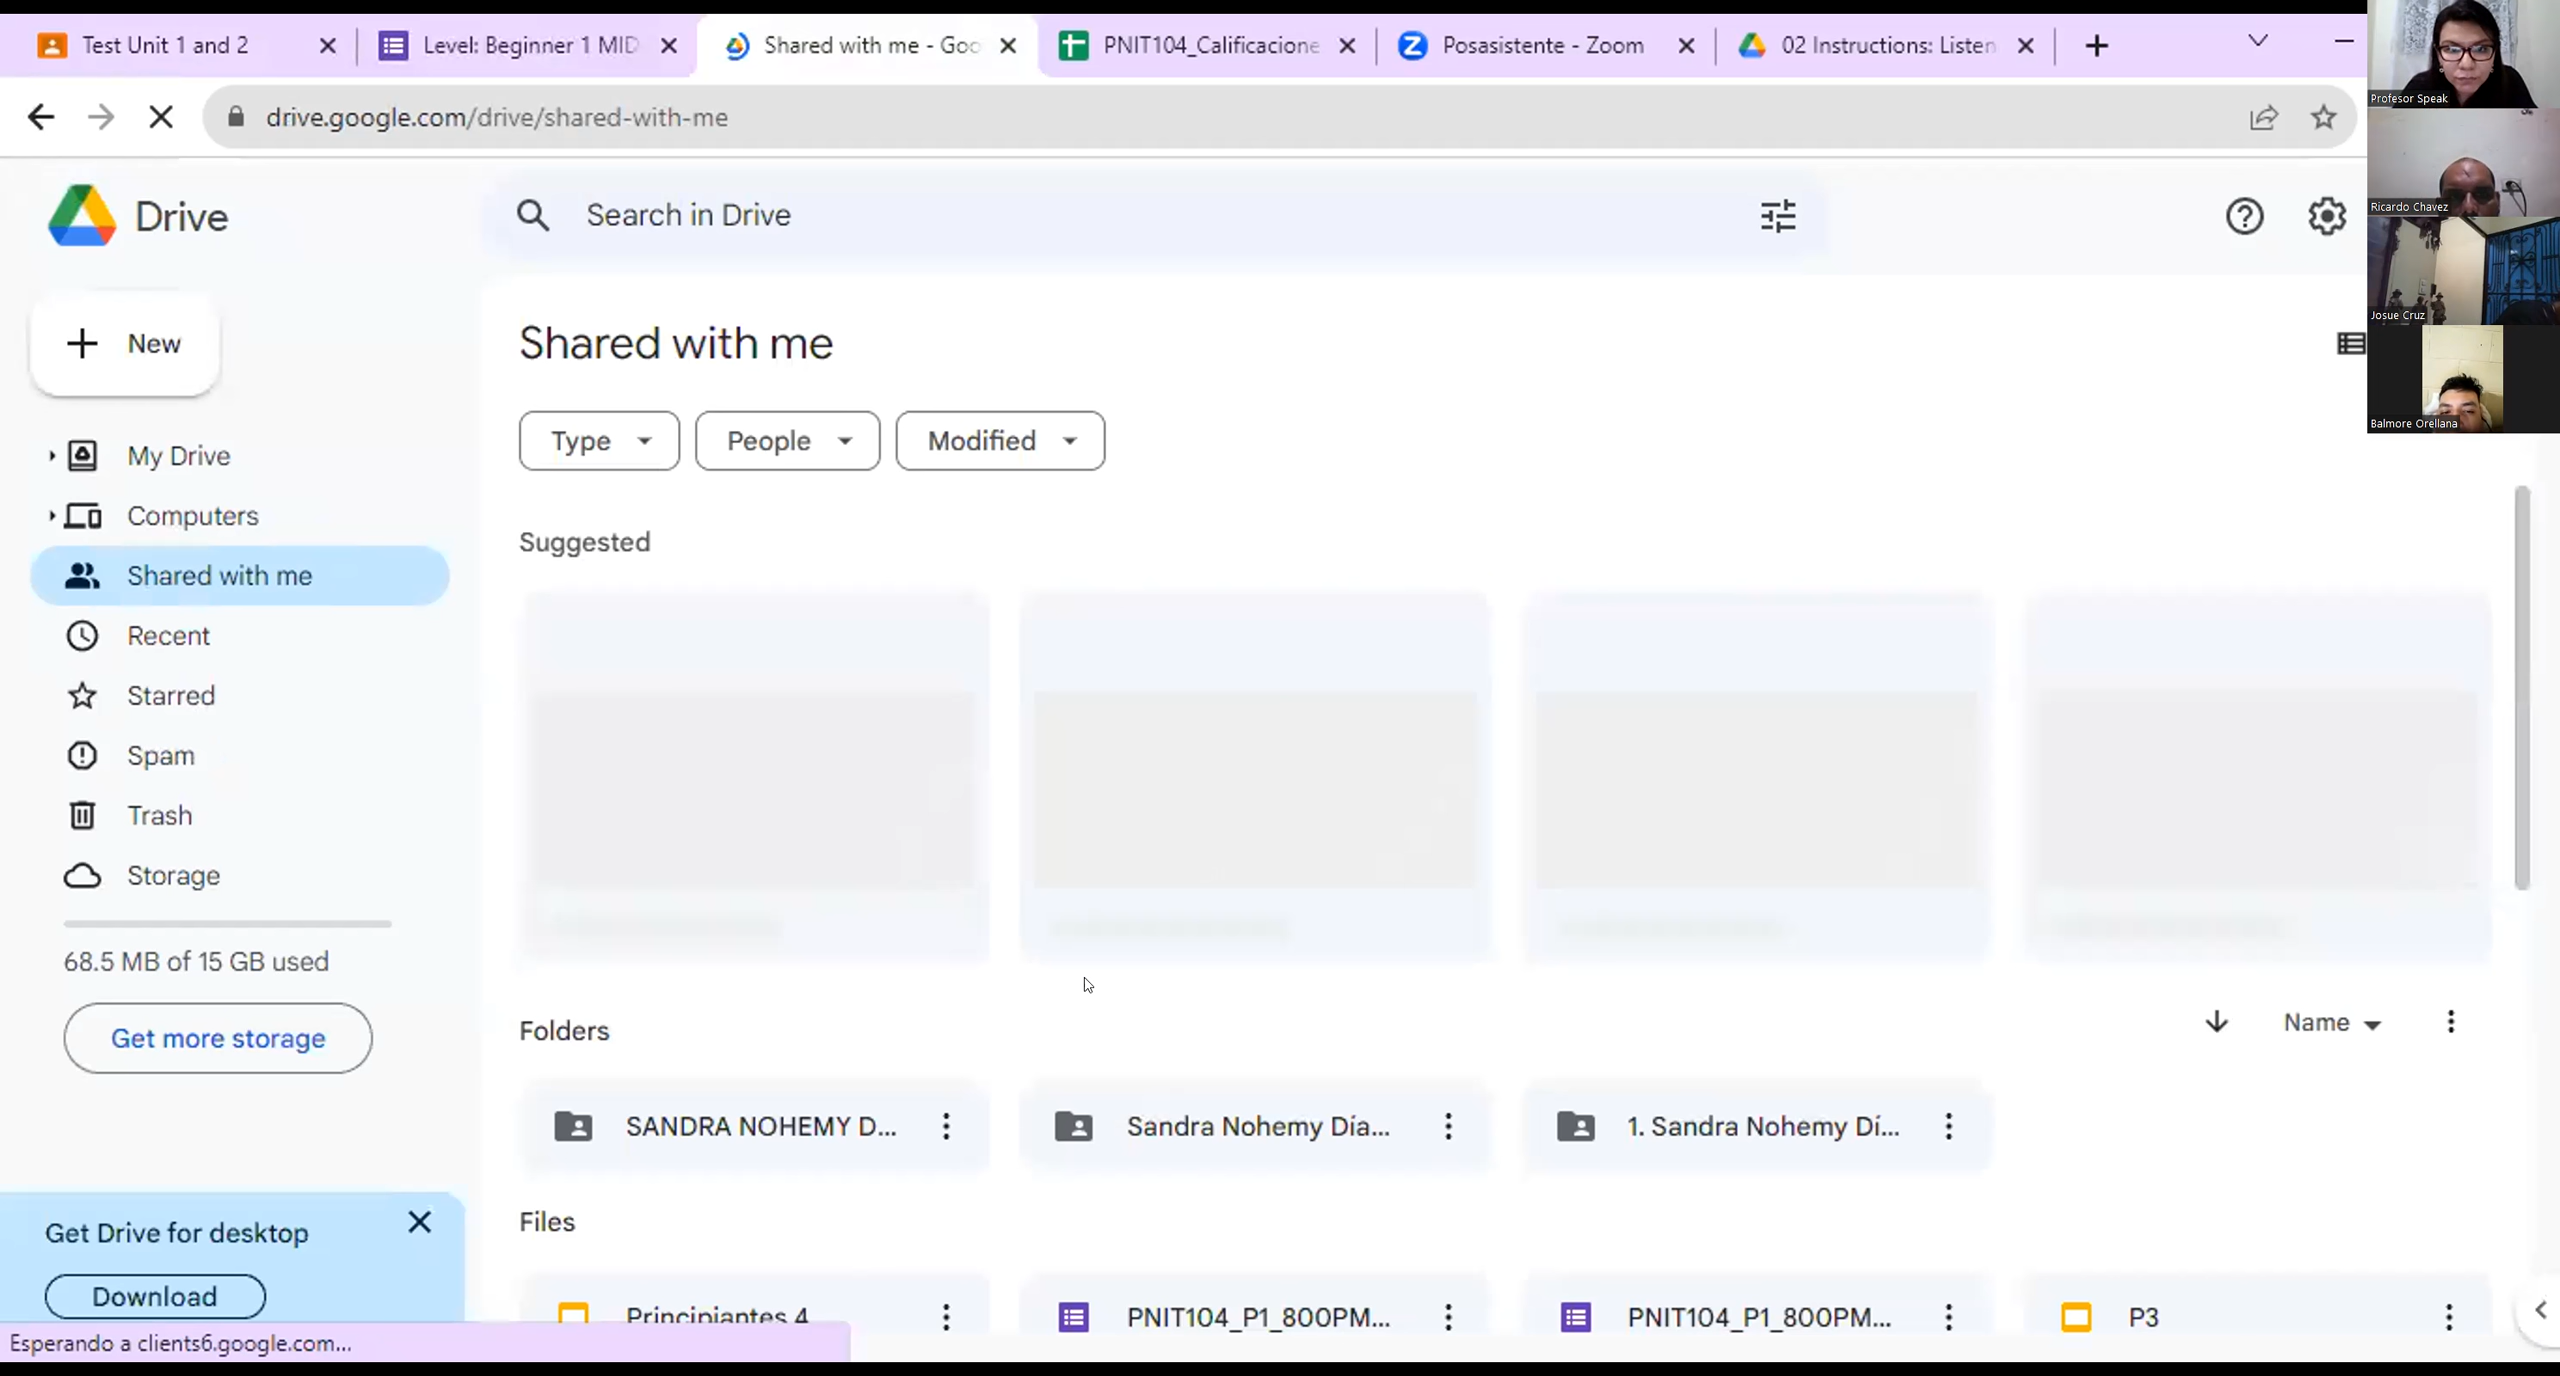 Test Unit 1 and 2
Level: Beginner 1 MID
Shared with me - Goo
PNIT104_Calificacione
Posasistente - Zoom
02 Instructions: Listen
drive.google.com/drive/shared-with-me
Profesor Speak
Ricardo Chavez
Josue Cruz
Balmore Orellana
Drive
Search in Drive
New
My Drive
Computers
Shared with me
Recent
Starred
Spam
Trash
Storage
68.5 MB of 15 GB used
Get more storage
Get Drive for desktop
Download
Esperando a clients6.google.com...
Shared with me
Type
People
Modified
Suggested
Folders
Name
SANDRA NOHEMY D...
Sandra Nohemy Día...
1. Sandra Nohemy Dí...
Files
Principiantes 4
PNIT104_P1_800PM...
PNIT104_P1_800PM...
P3